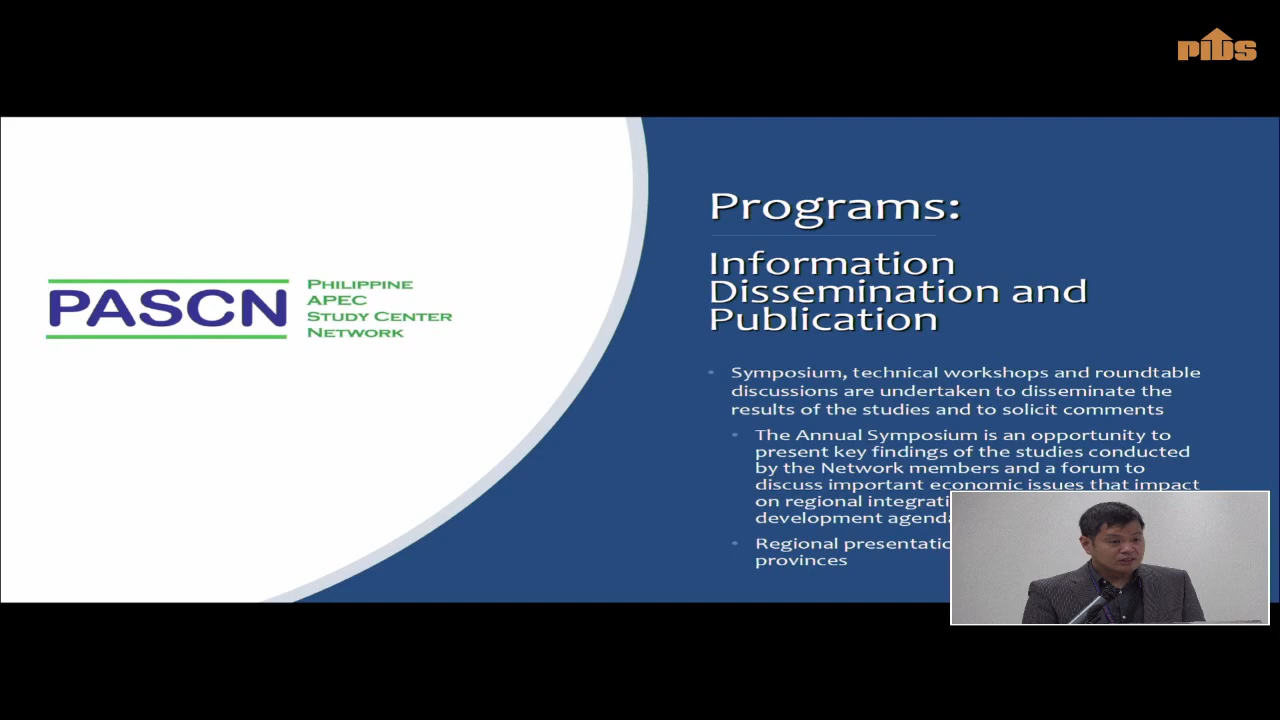 PIDS
PASCN
PHILIPPINE
APEC
STUDY CENTER
NETWORK
Programs:
Information
Dissemination and
Publication
Symposium, technical workshops and roundtable
discussions are undertaken to disseminate the
results of the studies and to solicit comments
The Annual Symposium is an opportunity to
present key findings of the studies conducted
by the Network members and a forum to
discuss important economic issues that impact
on regional
development
Regional
provinces